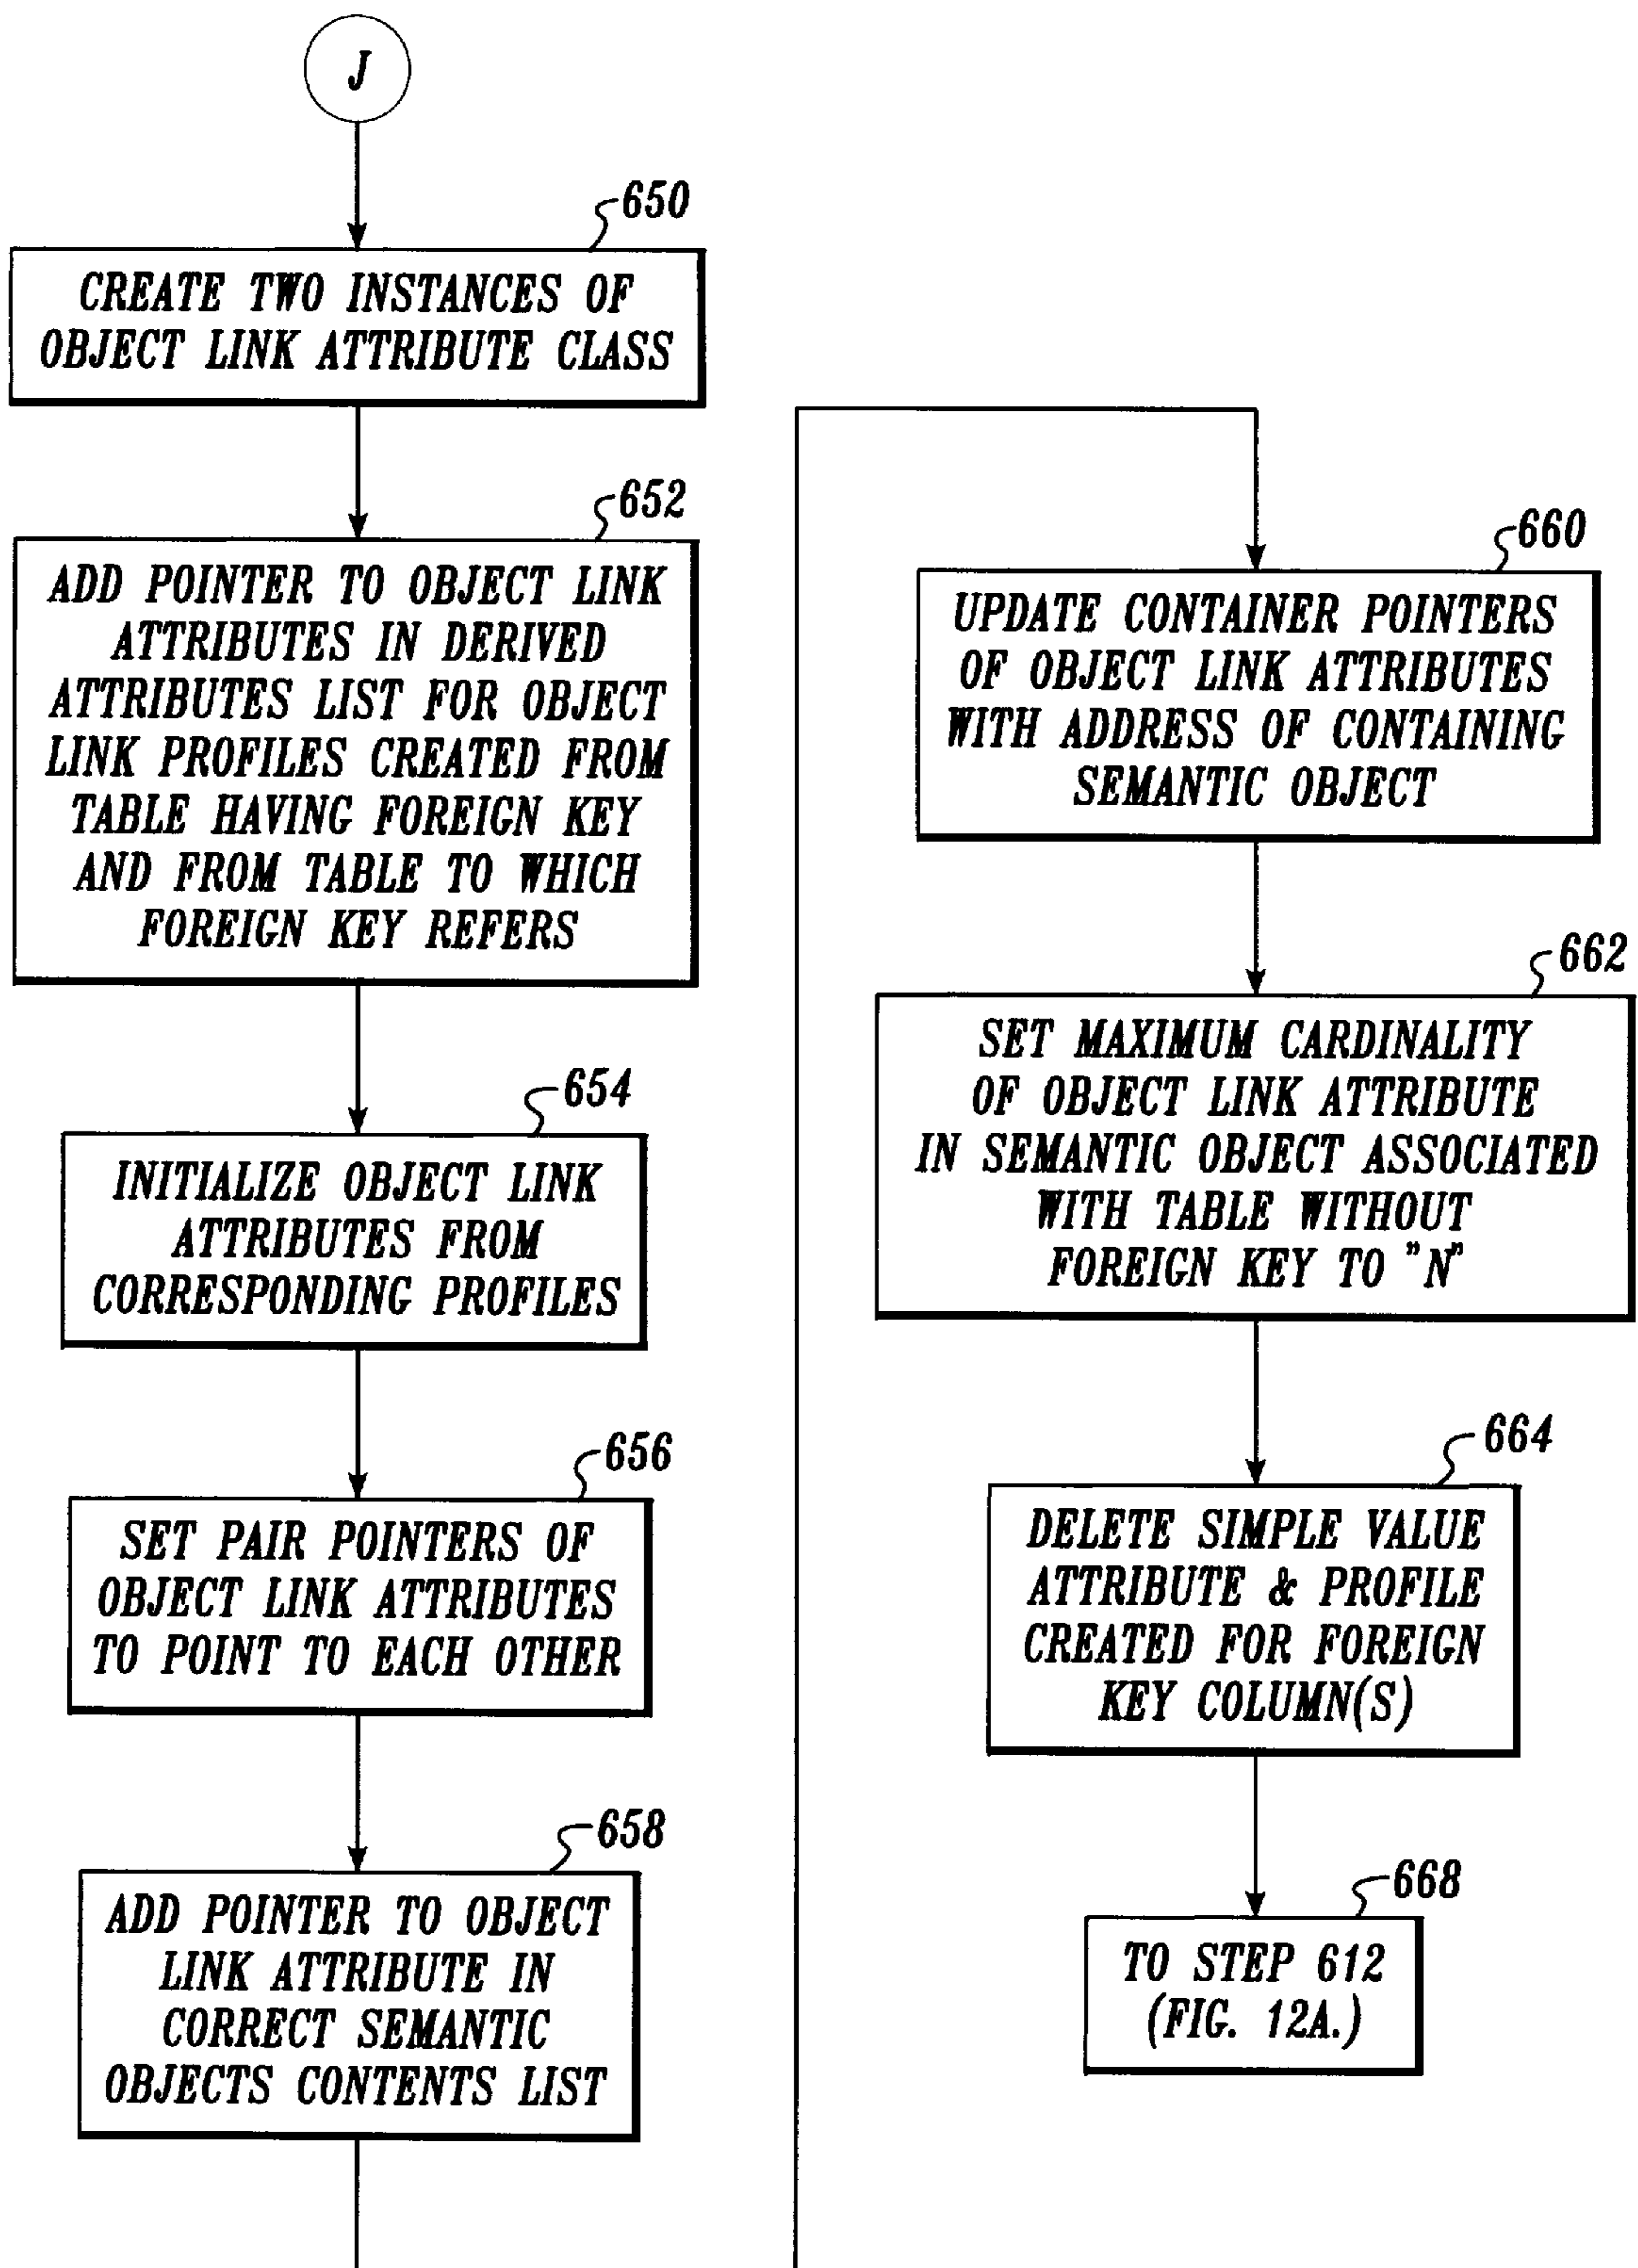 J
650
CREATE TWO INSTANCES OF
OBJECT LINK ATTRIBUTE CLASS
652
ADD POINTER TO OBJECT LINK
ATTRIBUTES IN DERIVED
ATTRIBUTES LIST FOR OBJECT
LINK PROFILES CREATED FROM
TABLE HAVING FOREIGN KEY
AND FROM TABLE TO WHICH
FOREIGN KEY REFERS
654
INITIALIZE OBJECT LINK
ATTRIBUTES FROM
CORRESPONDING PROFILES
656
SET PAIR POINTERS OF
OBJECT LINK ATTRIBUTES
TO POINT TO EACH OTHER
658
ADD POINTER TO OBJECT
LINK ATTRIBUTE IN
CORRECT SEMANTIC
OBJECTS CONTENTS LIST
660
UPDATE CONTAINER POINTERS
OF OBJECT LINK ATTRIBUTES
WITH ADDRESS OF CONTAINING
SEMANTIC OBJECT
662
SET MAXIMUM CARDINALITY
OF OBJECT LINK ATTRIBUTE
IN SEMANTIC OBJECT ASSOCIATED
WITH TABLE WITHOUT
FOREIGN KEY TO "N"
664
DELETE SIMPLE VALUE
ATTRIBUTE & PROFILE
CREATED FOR FOREIGN
KEY COLUMN(S)
668
TO STEP 612
(FIG. 12A.)